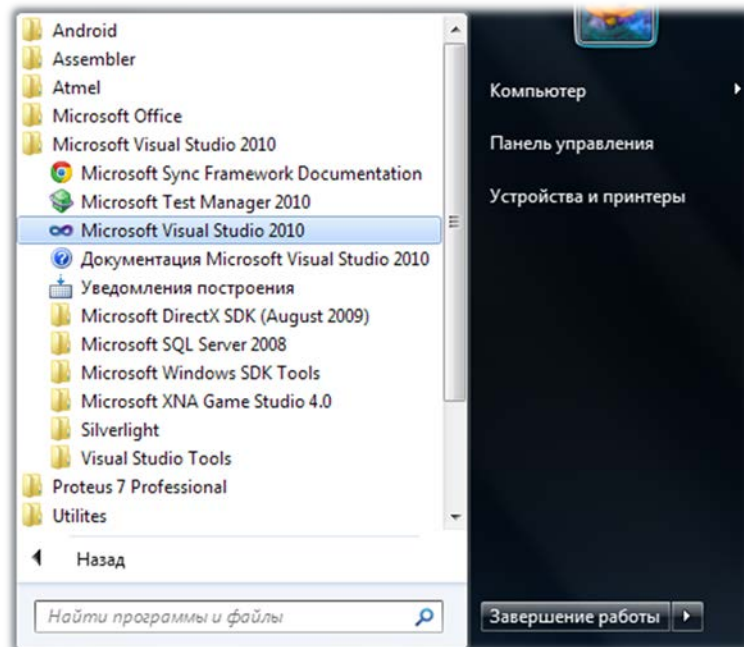 Android
Assembler
Atmel
Microsoft Office
Microsoft Visual Studio 2010
Microsoft Sync Framework Documentation
Microsoft Test Manager 2010
Microsoft Visual Studio 2010
Документация Microsoft Visual Studio 2010
Уведомления построения
Microsoft DirectX SDK (August 2009)
Microsoft SQL Server 2008
Microsoft Windows SDK Tools
Microsoft XNA Game Studio 4.0
Silverlight
Visual Studio Tools
Proteus 7 Professional
Utilites
Назад
Найти программы и файлы
Компьютер
Панель управления
Устройства и принтеры
Завершение работы